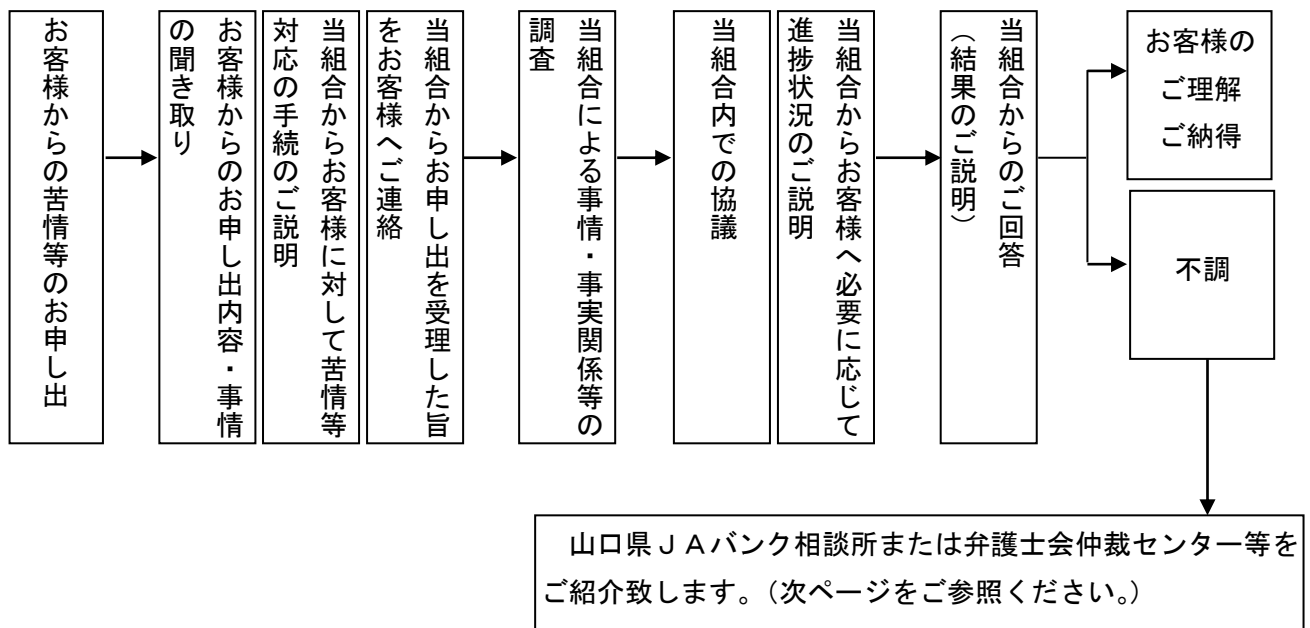 お客様からの苦情等のお申し出
お客様からのお申し出内容・事情
の聞き取り
当組合からお客様に対して苦情等
対応の手続のご説明
当組合からお申し出を受理した旨
をお客様へご連絡
当組合による事情・事実関係等の
調査
当組合内での協議
当組合からお客様へ必要に応じて
進捗状況のご説明
当組合からのご回答
（結果のご説明）
お客様の
ご理解
ご納得
不調
山口県ＪＡバンク相談所または弁護士会仲裁センター等を
ご紹介致します。（次ページをご参照ください。）